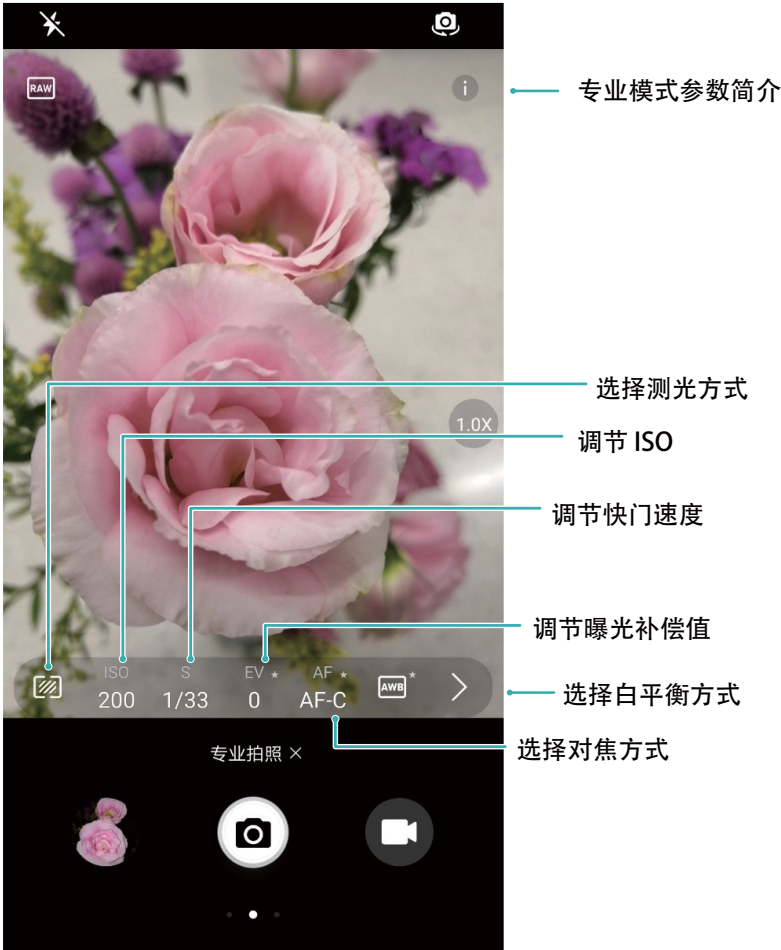 RAW
i
专业模式参数简介
选择测光方式
1.0X
调节 ISO
调节快门速度
调节曝光补偿值
ISO S EV AF
200 1/33 0 AF-C AWB
选择白平衡方式
选择对焦方式
专业拍照 ×